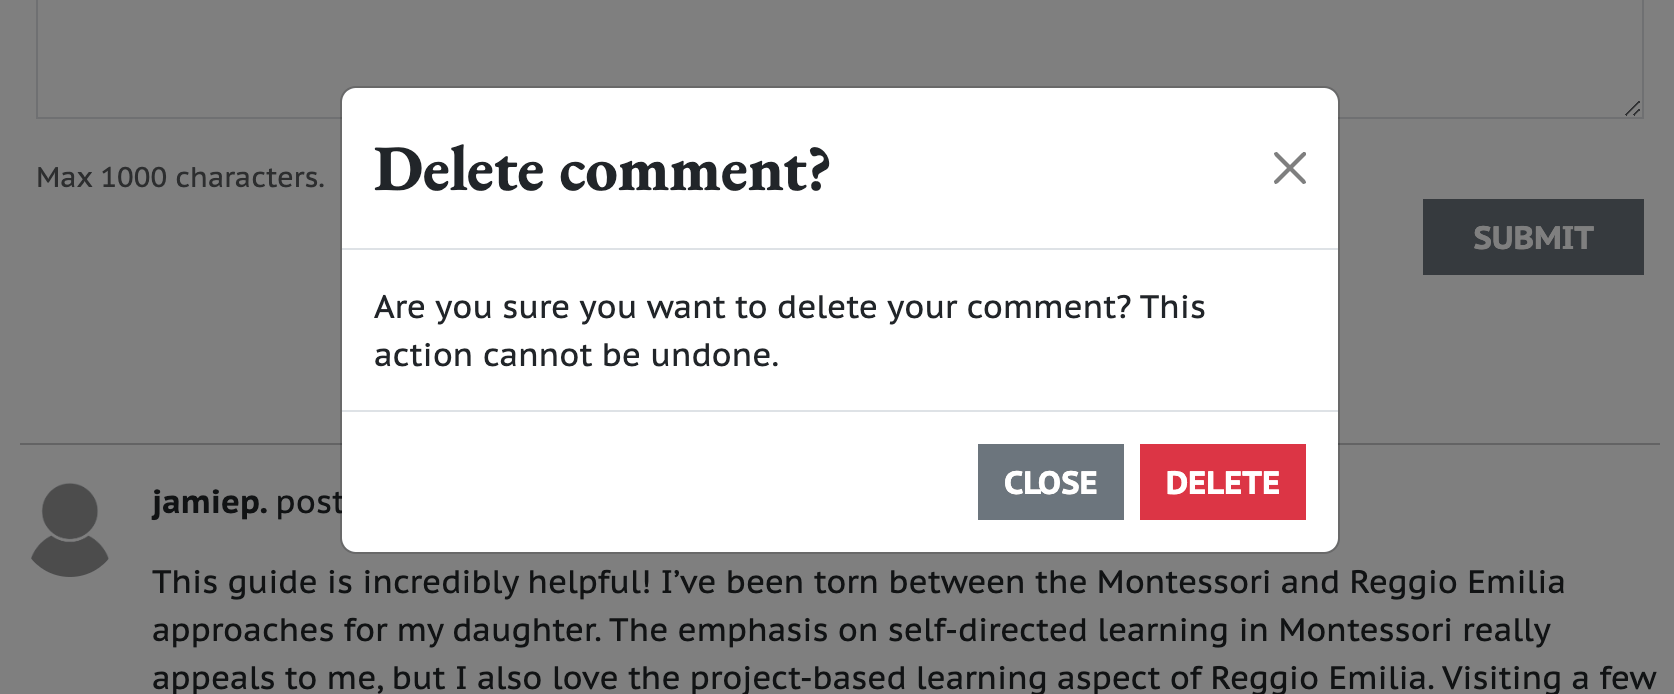 Delete comment?
Max 1000 characters.
SUBMIT
Are you sure you want to delete your comment? This
action cannot be undone.
CLOSE DELETE
jamiep. post
This guide is incredibly helpful! I’ve been torn between the Montessori and Reggio Emilia
approaches for my daughter. The emphasis on self-directed learning in Montessori really
appeals to me, but I also love the project-based learning aspect of Reggio Emilia. Visiting a few